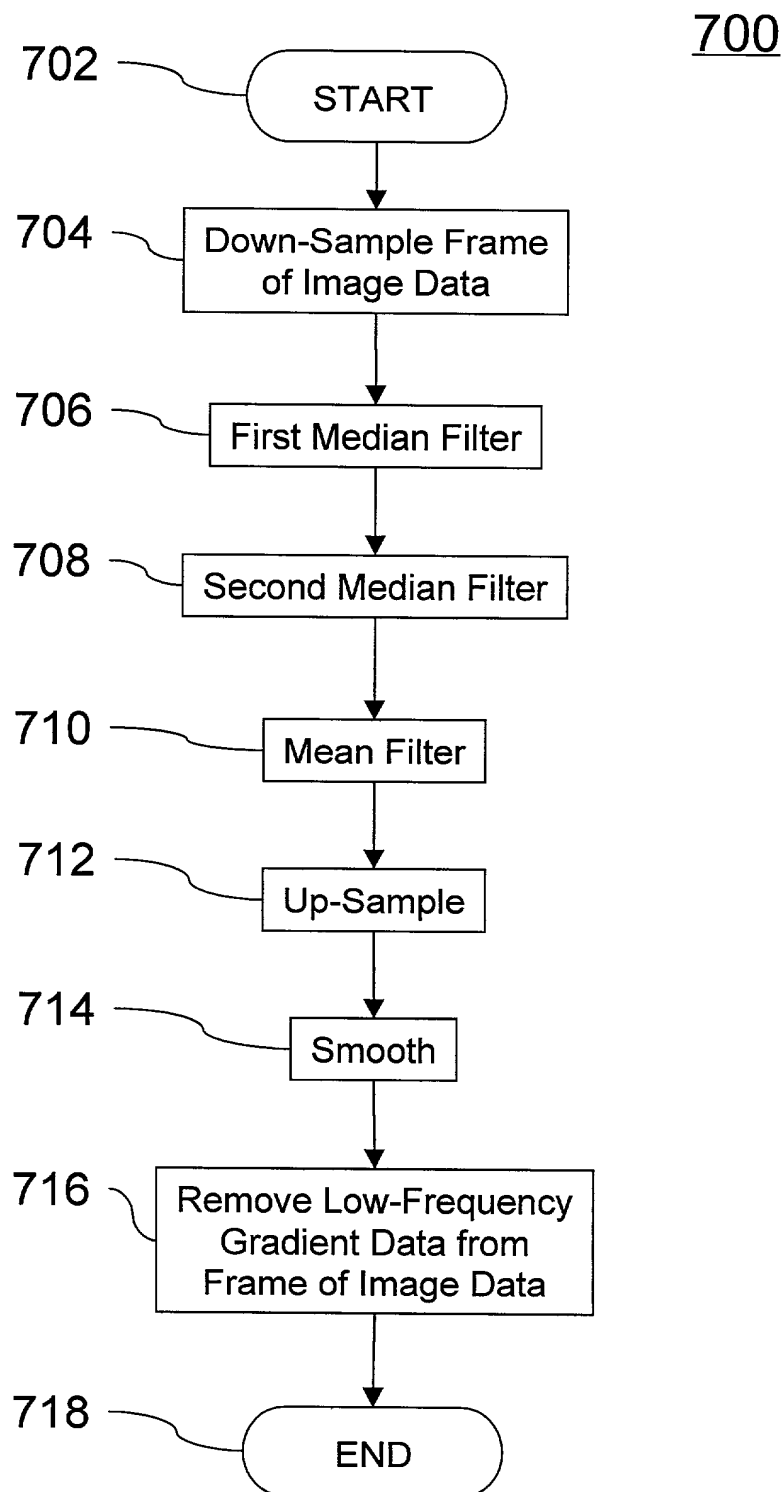 700
702
START
704
Down-Sample Frame
of Image Data
706
First Median Filter
708
Second Median Filter
710
Mean Filter
712
Up-Sample
714
Smooth
716
Remove Low-Frequency
Gradient Data from
Frame of Image Data
718
END